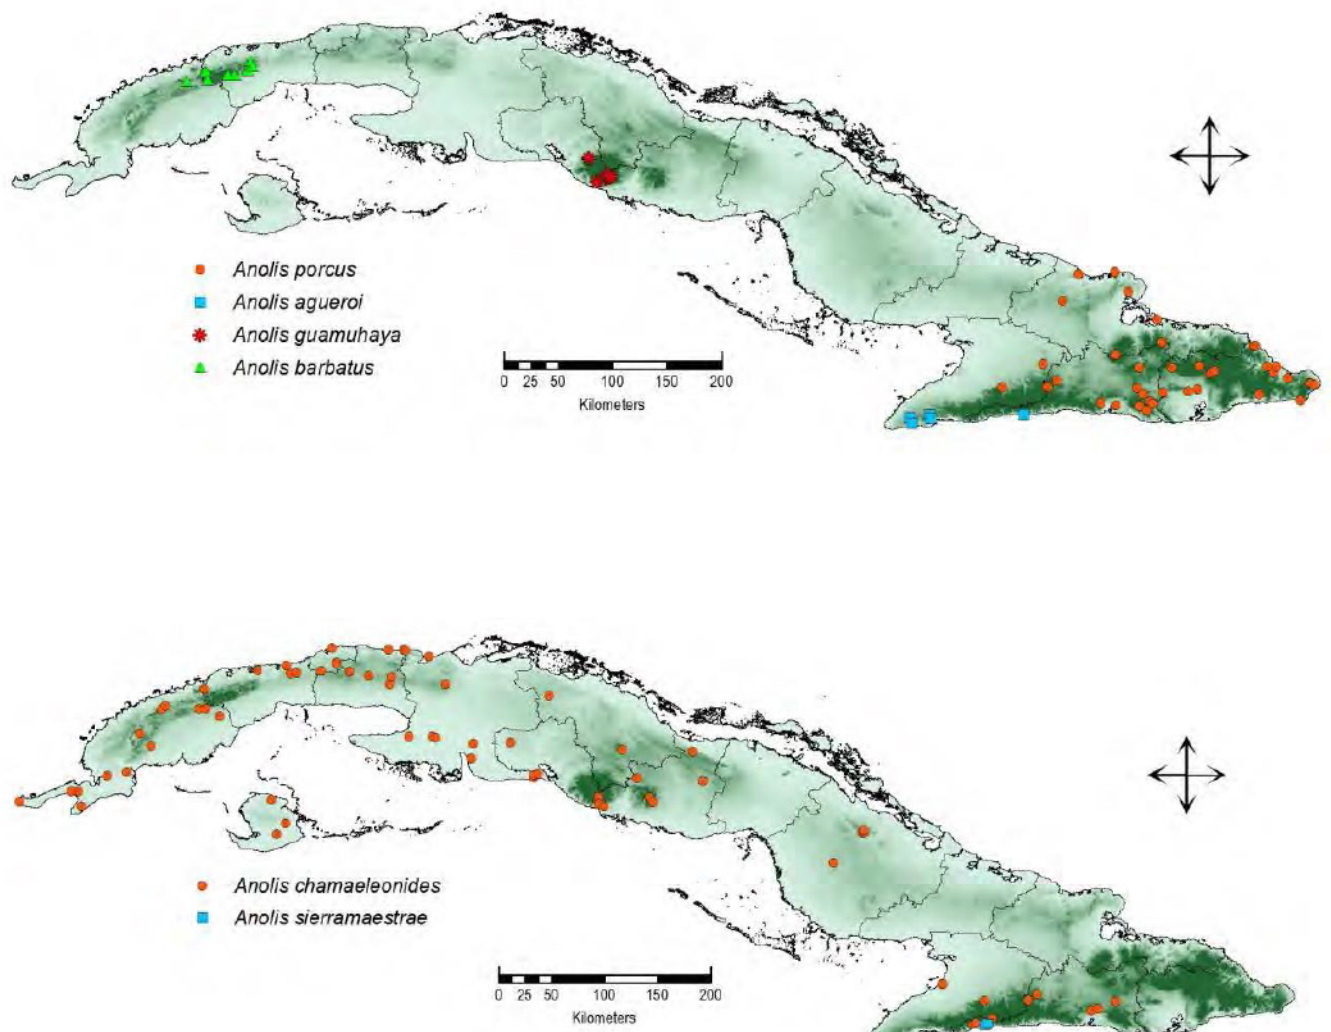 Anolis porcus
Anolis agueroi
Anolis guamuhaya
Anolis barbatus
0 25 50 100 150 200
Kilometers
Anolis chamaeleonides
Anolis sierramaestrae
0 25 50 100 150 200
Kilometers